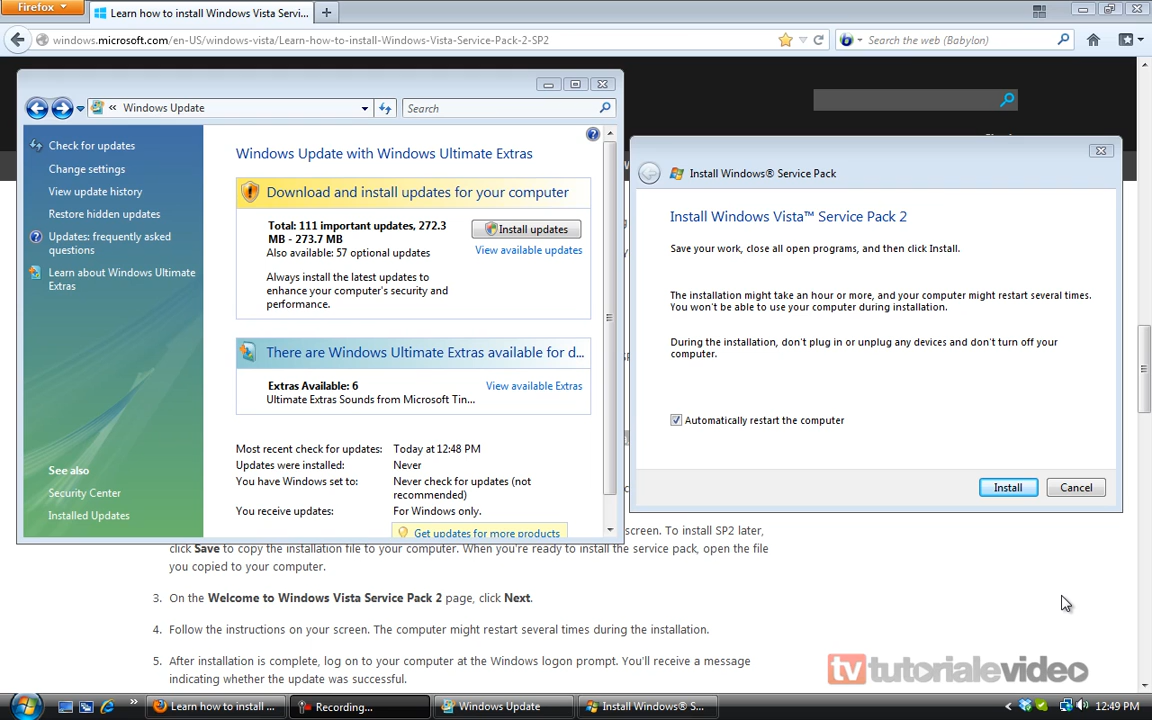 Firefox
Learn how to install Windows Vista Servi...
windows.microsoft.com/en-US/windows-vista/Learn-how-to-install-Windows-Vista-Service-Pack-2-SP2
Search the web (Babylon)
Windows Update
Search
Check for updates
Change settings
View update history
Restore hidden updates
Updates: frequently asked
questions
Learn about Windows Ultimate
Extras
See also
Security Center
Installed Updates
Windows Update with Windows Ultimate Extras
Download and install updates for your computer
Total: 111 important updates, 272.3
MB - 273.7 MB
Also available: 57 optional updates
Install updates
View available updates
Always install the latest updates to
enhance your computer's security and
performance.
There are Windows Ultimate Extras available for d...
Extras Available: 6
View available Extras
Ultimate Extras Sounds from Microsoft Tin...
Most recent check for updates: Today at 12:48 PM
Updates were installed: Never
You have Windows set to: Never check for updates (not
recommended)
You receive updates: For Windows only.
Get updates for more products
Install Windows® Service Pack
Install Windows Vista™ Service Pack 2
Save your work, close all open programs, and then click Install.
The installation might take an hour or more, and your computer might restart several times.
You won't be able to use your computer during installation.
During the installation, don't plug in or unplug any devices and don't turn off your
computer.
Automatically restart the computer
Install
Cancel
screen. To install SP2 later,
click Save to copy the installation file to your computer. When you're ready to install the service pack, open the file
you copied to your computer.
3. On the Welcome to Windows Vista Service Pack 2 page, click Next.
4. Follow the instructions on your screen. The computer might restart several times during the installation.
5. After installation is complete, log on to your computer at the Windows logon prompt. You'll receive a message
indicating whether the update was successful.
tv tutorialevideo
Learn how to install ...
Recording...
Windows Update
Install Windows® S...
12:49 PM